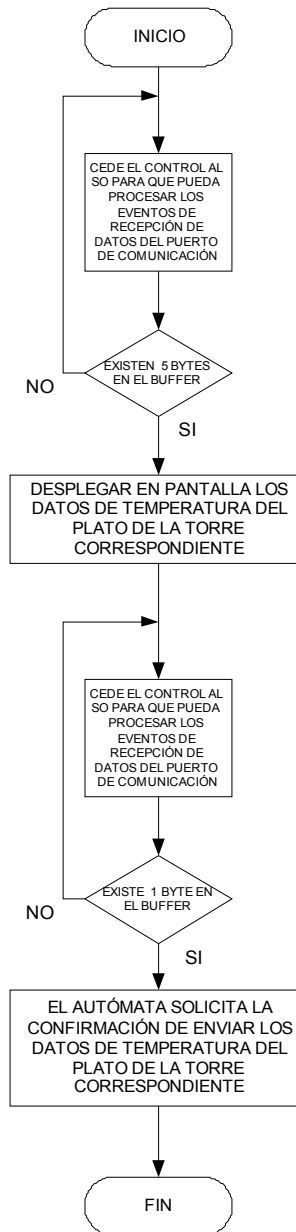 INICIO
CEDE EL CONTROL AL
SO PARA QUE PUEDA
PROCESAR LOS
EVENTOS DE
RECEPCIÓN DE
DATOS DEL PUERTO
DE COMUNICACIÓN
EXISTEN 5 BYTES
EN EL BUFFER
NO
SI
DESPLEGAR EN PANTALLA LOS
DATOS DE TEMPERATURA DEL
PLATO DE LA TORRE
CORRESPONDIENTE
CEDE EL CONTROL AL
SO PARA QUE PUEDA
PROCESAR LOS
EVENTOS DE
RECEPCIÓN DE
DATOS DEL PUERTO
DE COMUNICACIÓN
EXISTE 1 BYTE EN
EL BUFFER
NO
SI
EL AUTÓMATA SOLICITA LA
CONFIRMACIÓN DE ENVIAR LOS
DATOS DE TEMPERATURA DEL
PLATO DE LA TORRE
CORRESPONDIENTE
FIN